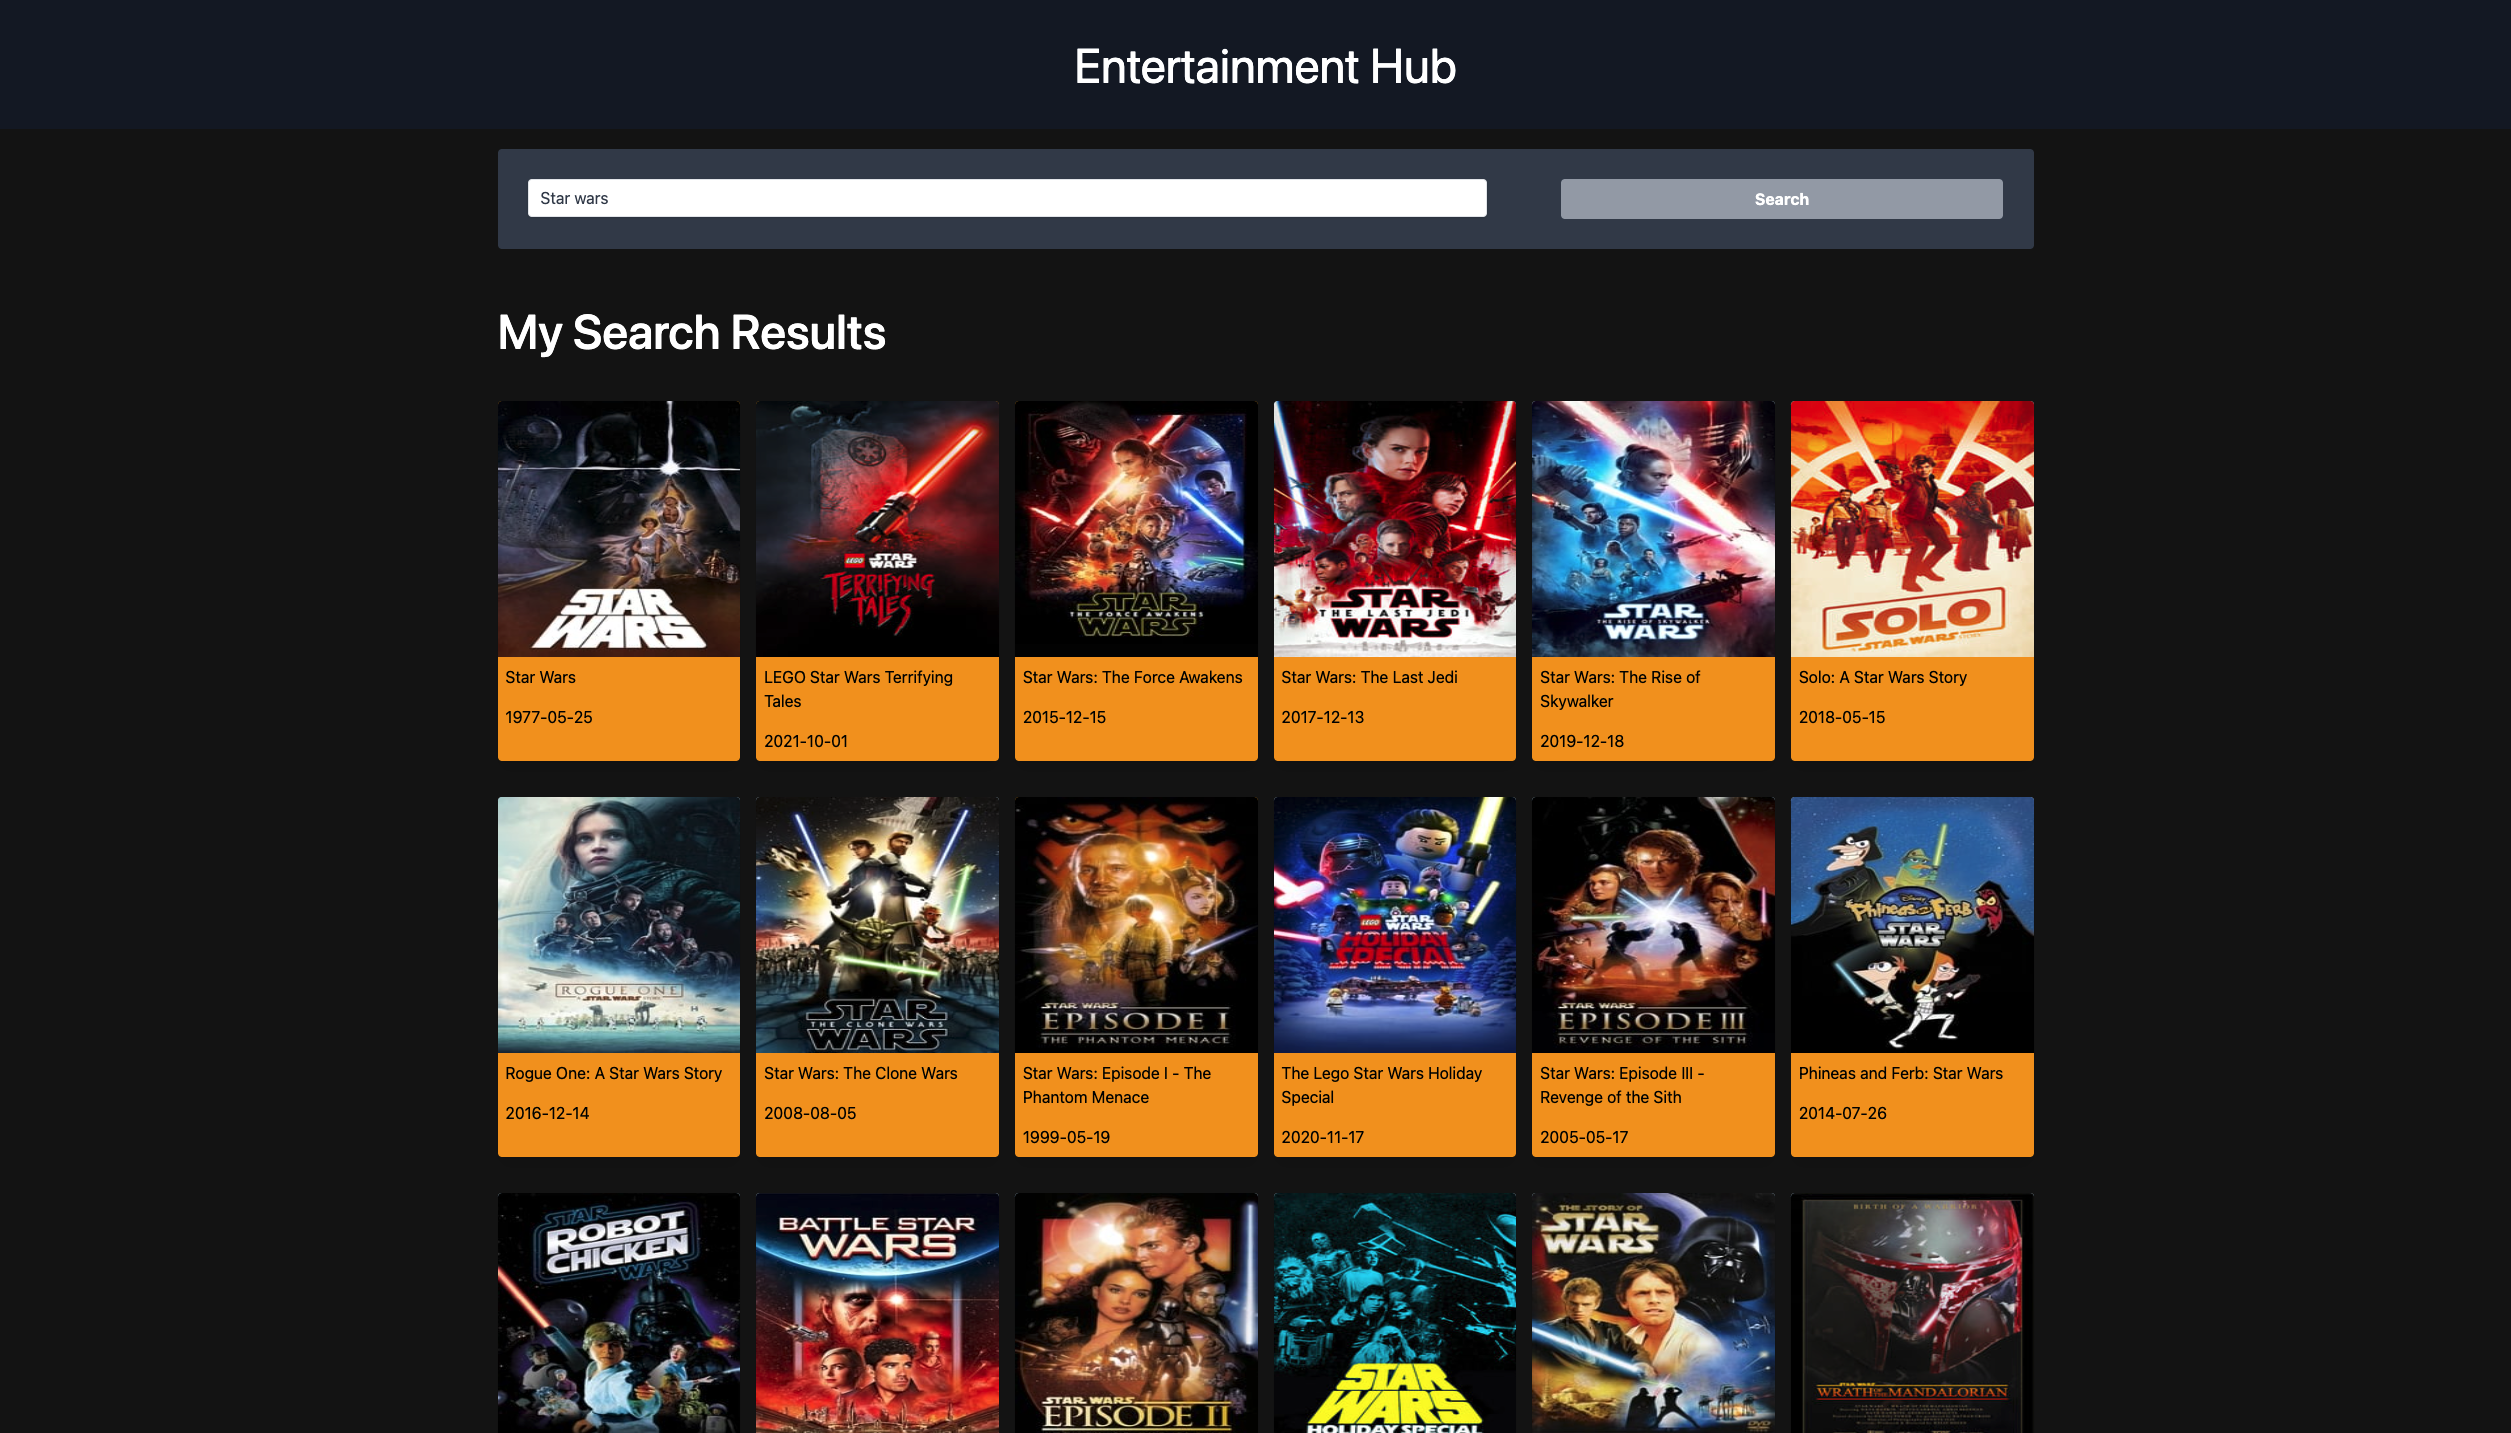 Entertainment Hub
Star wars
Search
My Search Results
STAR
WARS
LEGO STAR WARS
TERRIFYING
TALES
STAR
THE FORCE AWAKENS
WARS
STAR
THE LAST JEDI
WARS
STAR
THE RISE OF SKYWALKER
WARS
SOLO
A STAR WARS STORY
Star Wars
1977-05-25
LEGO Star Wars Terrifying
Tales
2021-10-01
Star Wars: The Force Awakens
2015-12-15
Star Wars: The Last Jedi
2017-12-13
Star Wars: The Rise of
Skywalker
2019-12-18
Solo: A Star Wars Story
2018-05-15
ROGUE ONE
A STAR WARS STORY
STAR
THE CLONE WARS
WARS
STAR WARS
EPISODE I
THE PHANTOM MENACE
LEGO STAR WARS
HOLIDAY
SPECIAL
STAR WARS
EPISODE III
REVENGE OF THE SITH
Disney
Phineas and Ferb
STAR
WARS
Rogue One: A Star Wars Story
2016-12-14
Star Wars: The Clone Wars
2008-08-05
Star Wars: Episode I - The
Phantom Menace
1999-05-19
The Lego Star Wars Holiday
Special
2020-11-17
Star Wars: Episode III -
Revenge of the Sith
2005-05-17
Phineas and Ferb: Star Wars
2014-07-26
STAR
ROBOT
CHICKEN
WARS
BATTLE STAR
WARS
STAR WARS
EPISODE II
STAR
WARS
HOLIDAY SPECIAL
THE STORY OF
STAR
WARS
DVD
BIRTH OF A WARRIOR
STAR WARS
WRATH OF THE MANDALORIAN